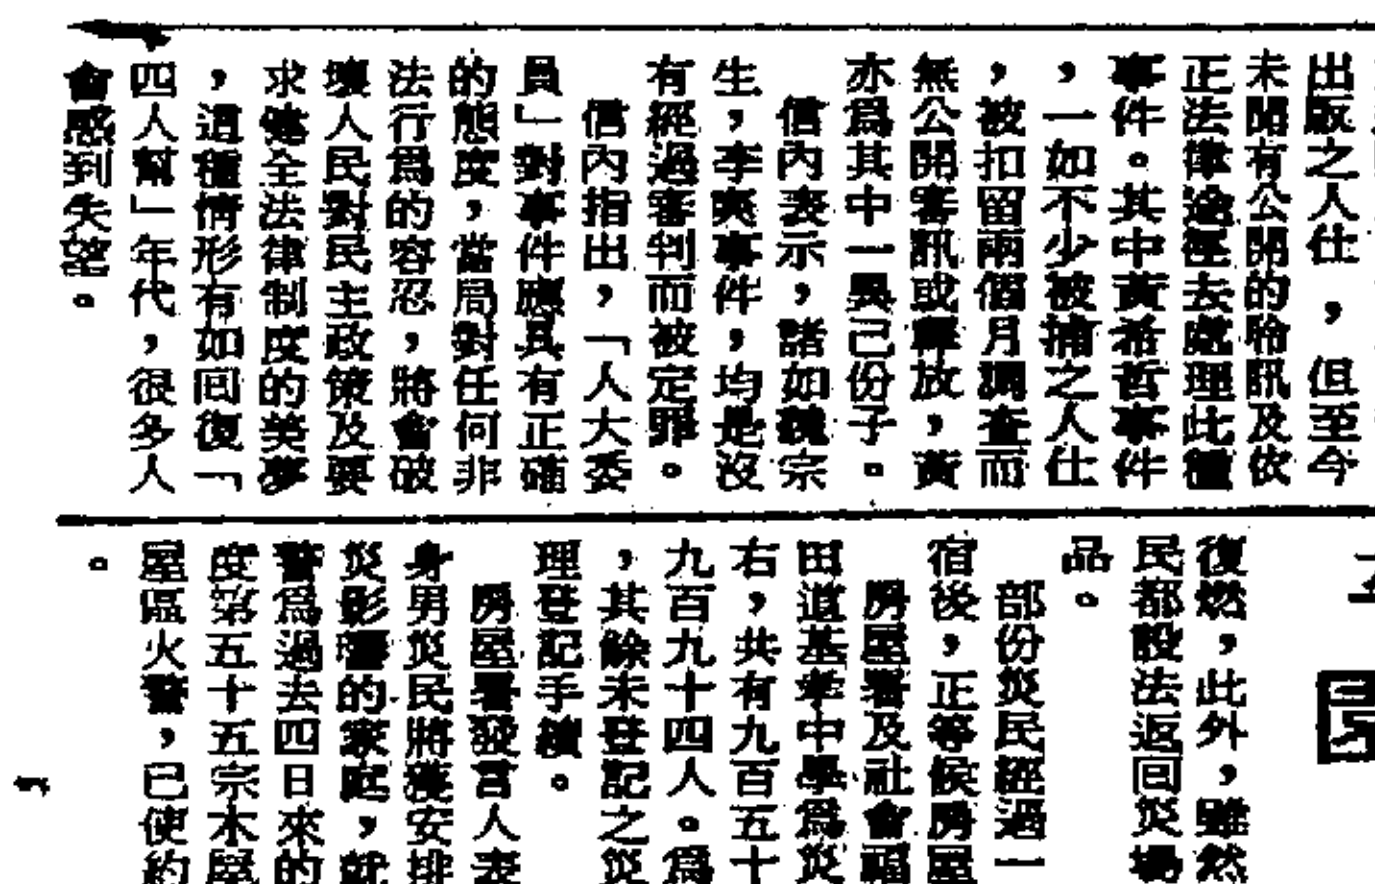 出版之人仕，但至今
未聞有公開的聆訊及依
正法律途徑去處理此種
事件。其中黃希哲事件
，一如不少被捕之人仕
，被扣留兩個月調查而
無公開審訊或釋放，黃
亦爲其中一異己份子。
信內表示，諸如魏宗
生，李爽事件，均是沒
有經過審判而被定罪。
信內指出，「人大委
員」對事件應具有正確
的態度，當局對任何非
法行爲的容忍，將會破
壞人民對民主政策及要
求健全法律制度的美夢
，這種情形有如囘復「
四人幫」年代，很多人
會感到失望。
復燃，此外，雖然
民都設法返囘災場
品。
部份災民經過一
宿後，正等候房屋
房屋署及社會福
田道基孝中學爲災
右，共有九百五十
九百九十四人。爲
，其餘未登記之災
理登記手續。
房屋署發言人表
身男災民將獲安排
災影響的家庭，就
警爲過去四日來的
度第五十五宗木屋
屋區火警，已使約
。